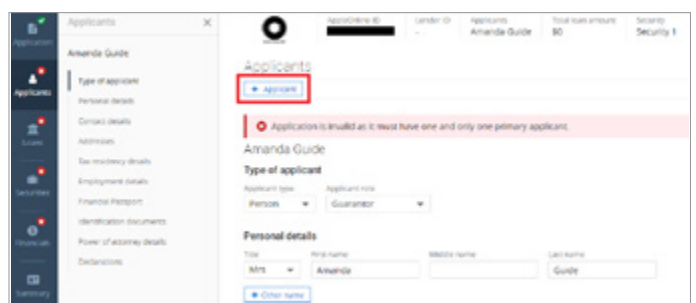 Application
Applicants
Loans
Securities
Financials
Summary
Applicants ×
Amanda Guide
Type of applicant
Personal details
Contact details
Addresses
Tax residency details
Employment details
Financial Passport
Identification documents
Power of attorney details
Declarations
ApplyOnline ID Lender ID Applicants Total loan amount Security
- Amanda Guide $0 Security 1
Applicants
+ Applicant
Application is invalid as it must have one and only one primary applicant.
Amanda Guide
Type of applicant
Applicant type Applicant role
Person Guarantor
Personal details
Title First name Middle name Last name
Mrs Amanda Guide
+ Other name